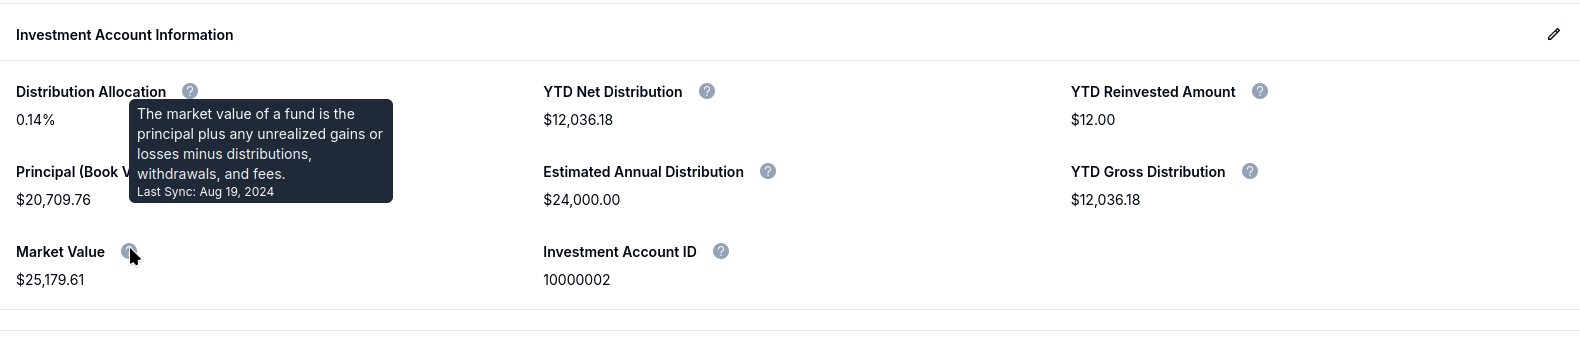 Investment Account Information
Distribution Allocation ?
YTD Net Distribution ?
YTD Reinvested Amount ?
0.14%
$12,036.18
$12.00
The market value of a fund is the
principal plus any unrealized gains or
losses minus distributions,
withdrawals, and fees.
Last Sync: Aug 19, 2024
Principal (Book V
Estimated Annual Distribution ?
YTD Gross Distribution ?
$20,709.76
$24,000.00
$12,036.18
Market Value
Investment Account ID ?
$25,179.61
10000002